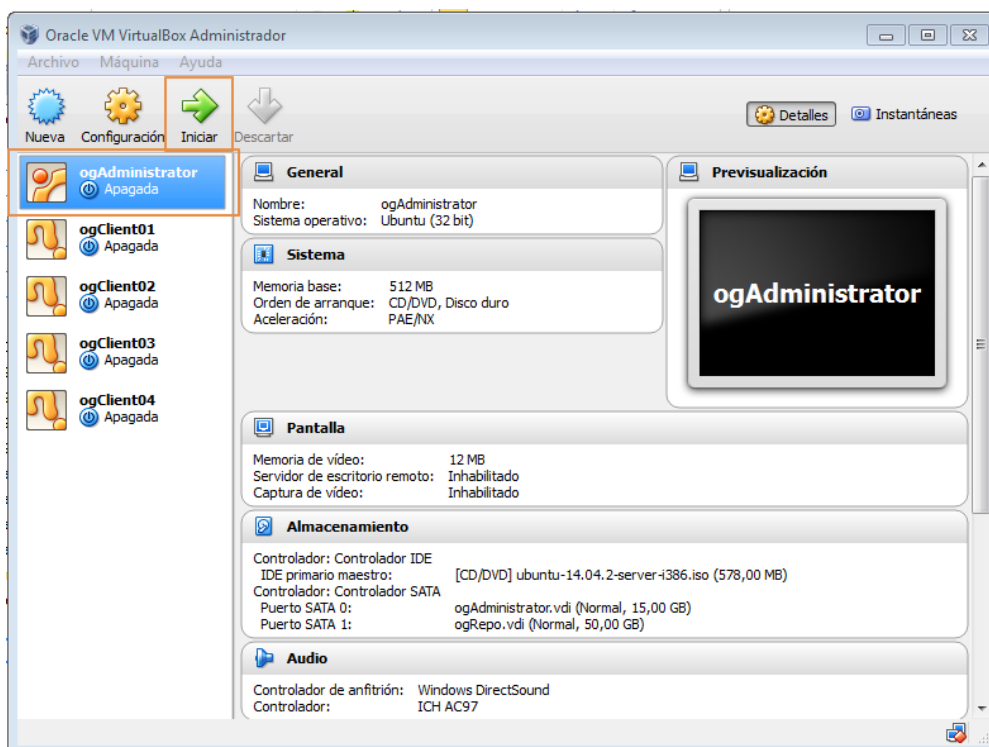 Oracle VM VirtualBox Administrador
Archivo Máquina Ayuda
Nueva Configuración Iniciar Descartar
Detalles Instantáneas
ogAdministrator
Apagada
ogClient01
Apagada
ogClient02
Apagada
ogClient03
Apagada
ogClient04
Apagada
General
Nombre: ogAdministrator
Sistema operativo: Ubuntu (32 bit)
Sistema
Memoria base: 512 MB
Orden de arranque: CD/DVD, Disco duro
Aceleración: PAE/NX
Previsualización
ogAdministrator
Pantalla
Memoria de vídeo: 12 MB
Servidor de escritorio remoto: Inhabilitado
Captura de vídeo: Inhabilitado
Almacenamiento
Controlador: Controlador IDE
IDE primario maestro: [CD/DVD] ubuntu-14.04.2-server-i386.iso (578,00 MB)
Controlador: Controlador SATA
Puerto SATA 0: ogAdministrator.vdi (Normal, 15,00 GB)
Puerto SATA 1: ogRepo.vdi (Normal, 50,00 GB)
Audio
Controlador de anfitrión: Windows DirectSound
Controlador: ICH AC97